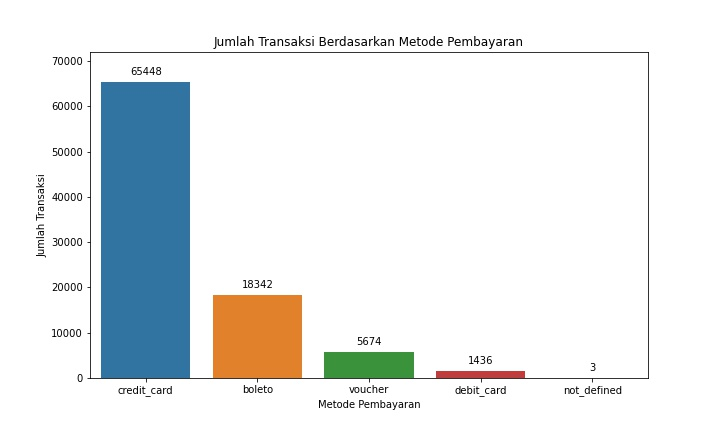 Jumlah Transaksi Berdasarkan Metode Pembayaran
70000
60000
50000
40000
30000
20000
10000
0
Jumlah Transaksi
65448
18342
5674
1436
3
credit_card
boleto
voucher
debit_card
not_defined
Metode Pembayaran